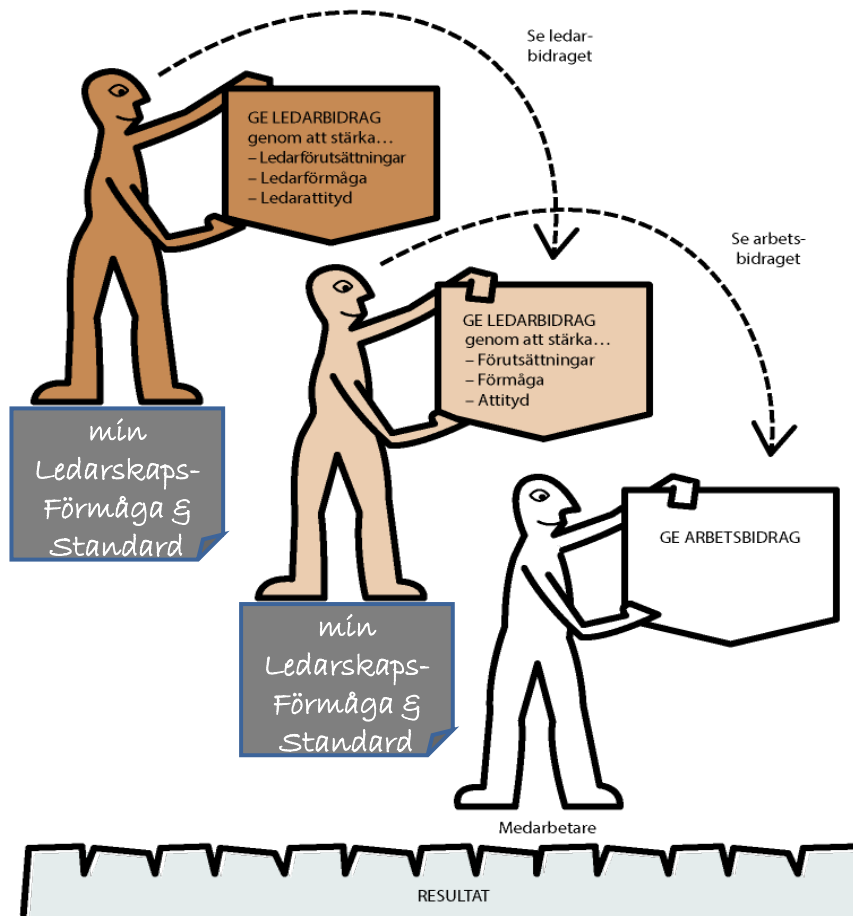 Se ledar-
bidraget
GE LEDARBIDRAG
genom att stärka...
– Ledarförutsättningar
– Ledarförmåga
– Ledarattityd
Se arbets-
bidraget
GE LEDARBIDRAG
genom att stärka...
– Förutsättningar
– Förmåga
– Attityd
min
Ledarskaps-
Förmåga &
Standard
GE ARBETSBIDRAG
min
Ledarskaps-
Förmåga &
Standard
Medarbetare
RESULTAT